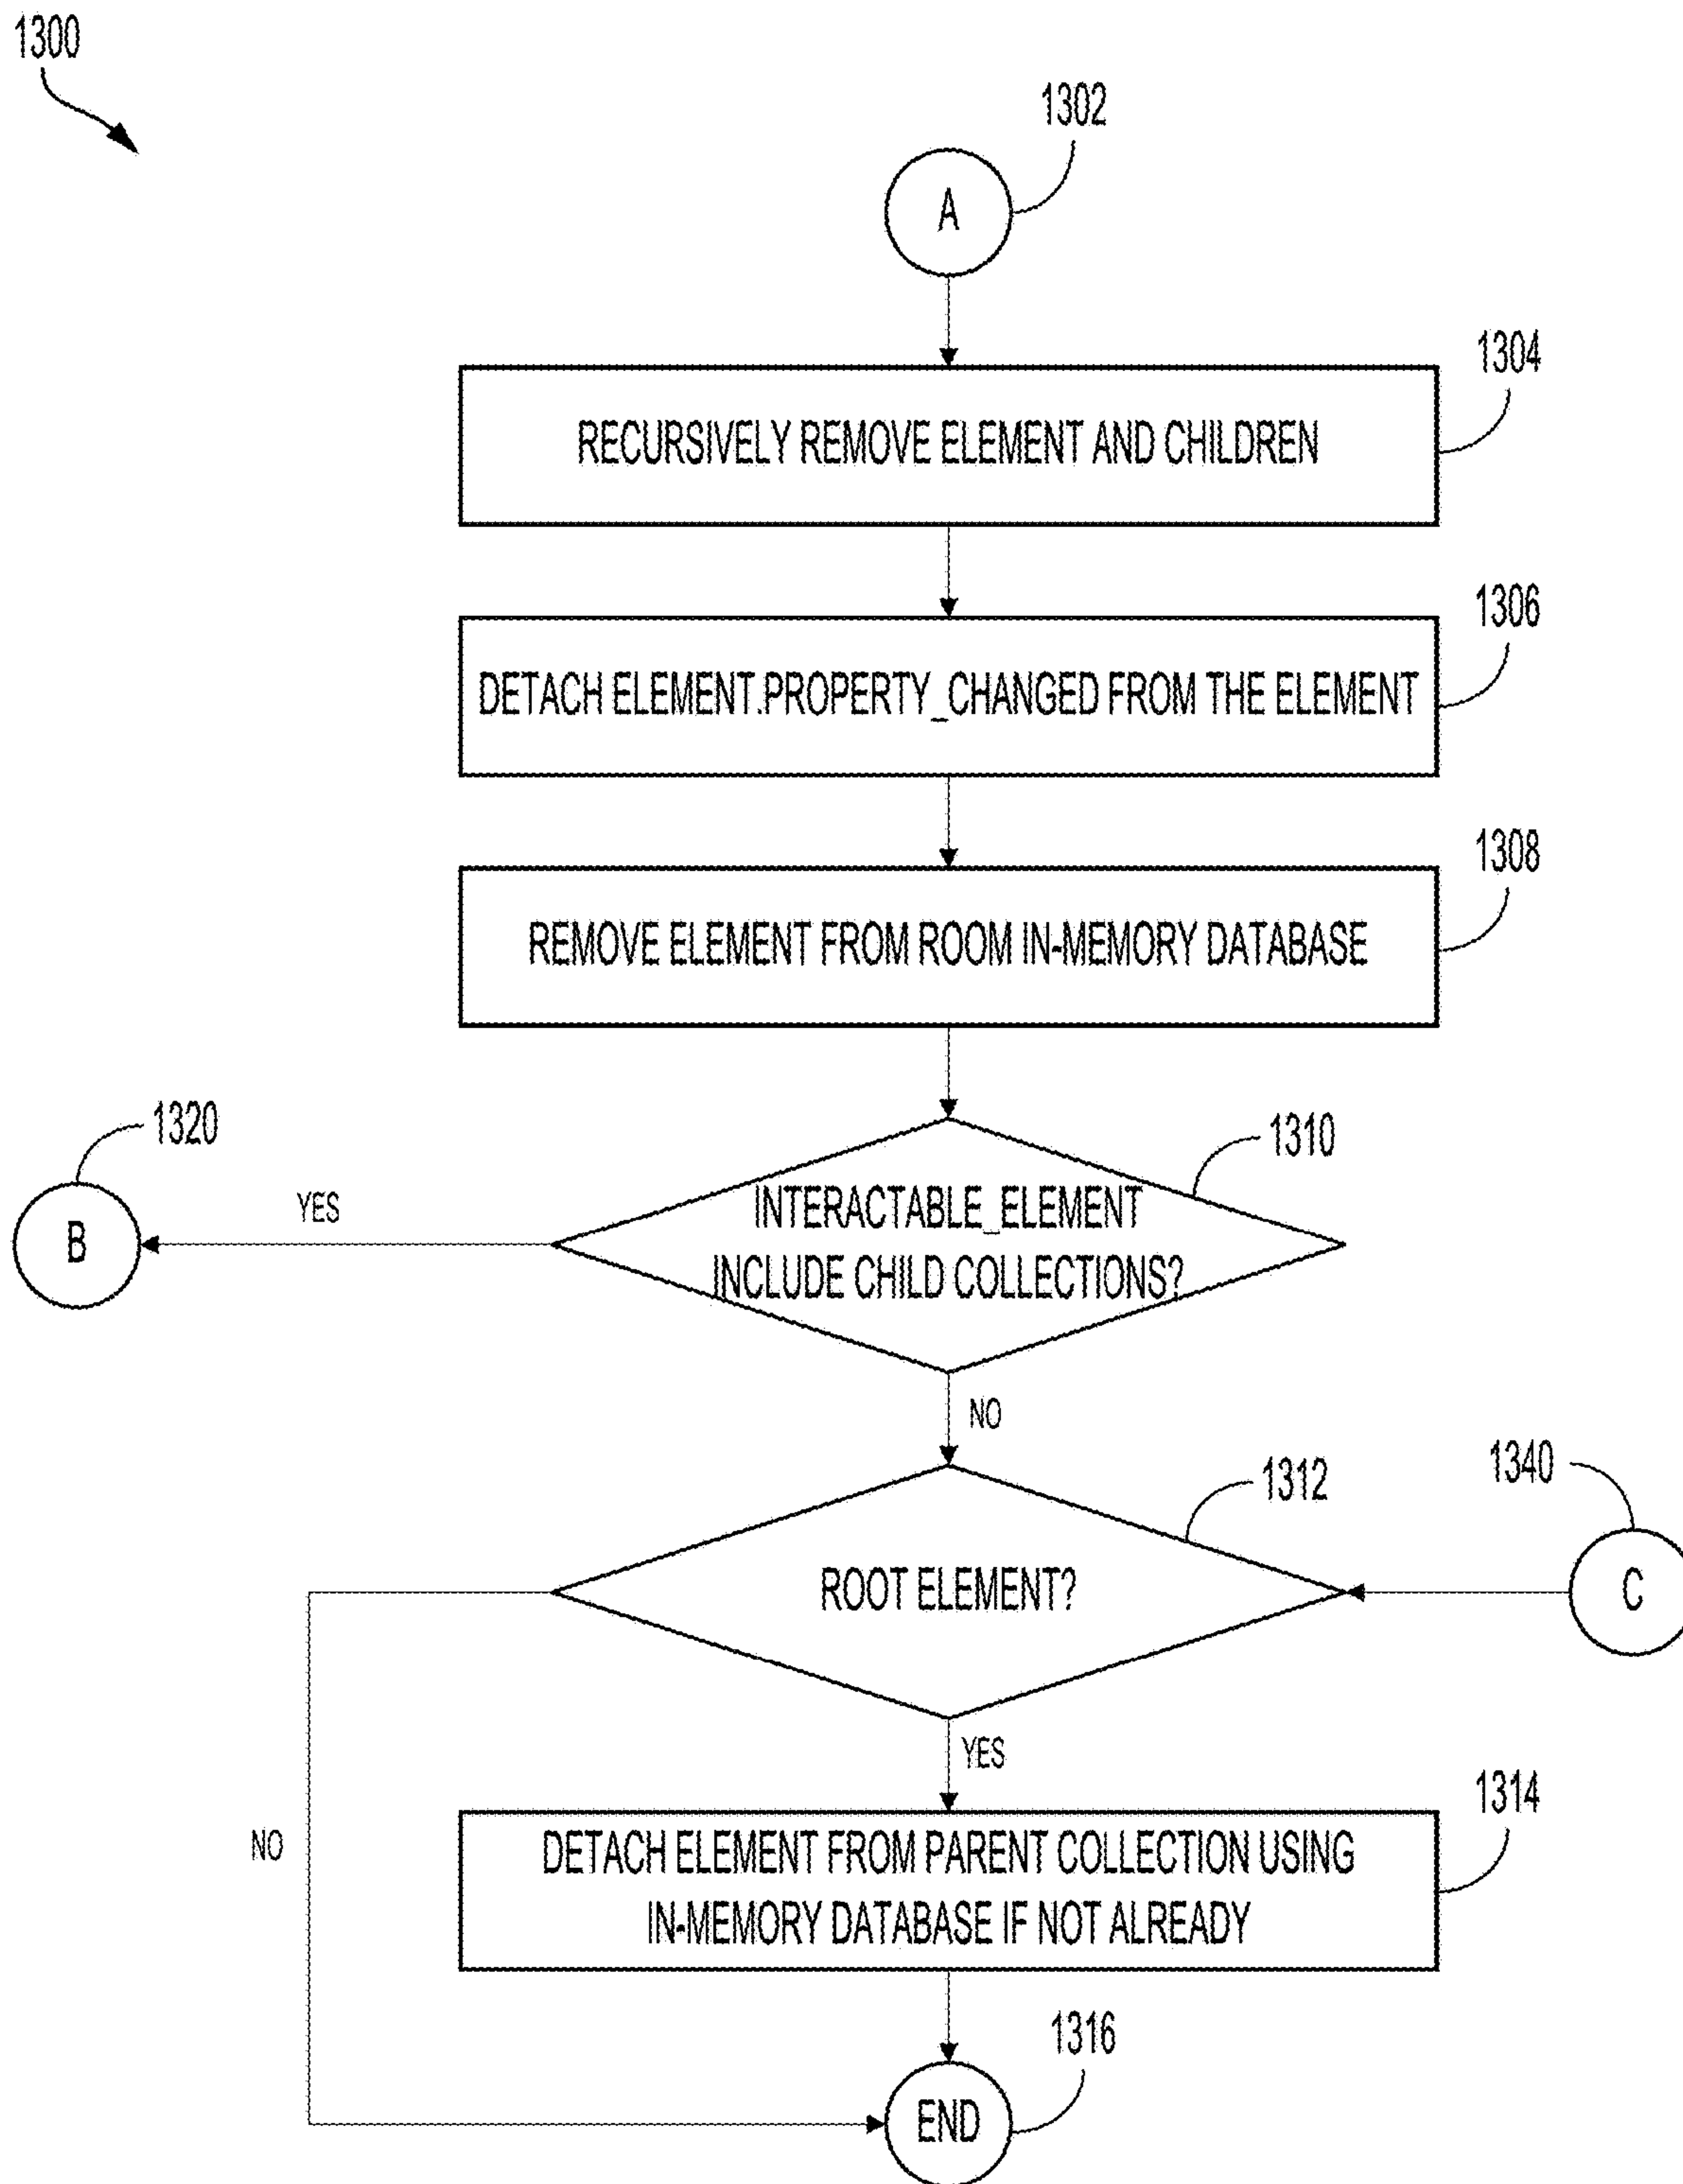 1300
1302
A
1304
RECURSIVELY REMOVE ELEMENT AND CHILDREN
1306
DETACH ELEMENT.PROPERTY_CHANGED FROM THE ELEMENT
1308
REMOVE ELEMENT FROM ROOM IN-MEMORY DATABASE
1320
1310
B
YES
INTERACTABLE_ELEMENT
INCLUDE CHILD COLLECTIONS?
NO
1340
1312
ROOT ELEMENT?
C
YES
1314
NO
DETACH ELEMENT FROM PARENT COLLECTION USING
IN-MEMORY DATABASE IF NOT ALREADY
1316
END